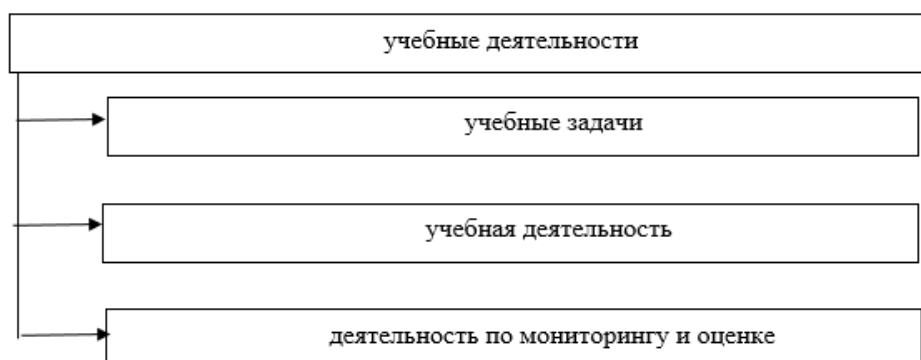 учебные деятельности
учебные задачи
учебная деятельность
деятельность по мониторингу и оценке